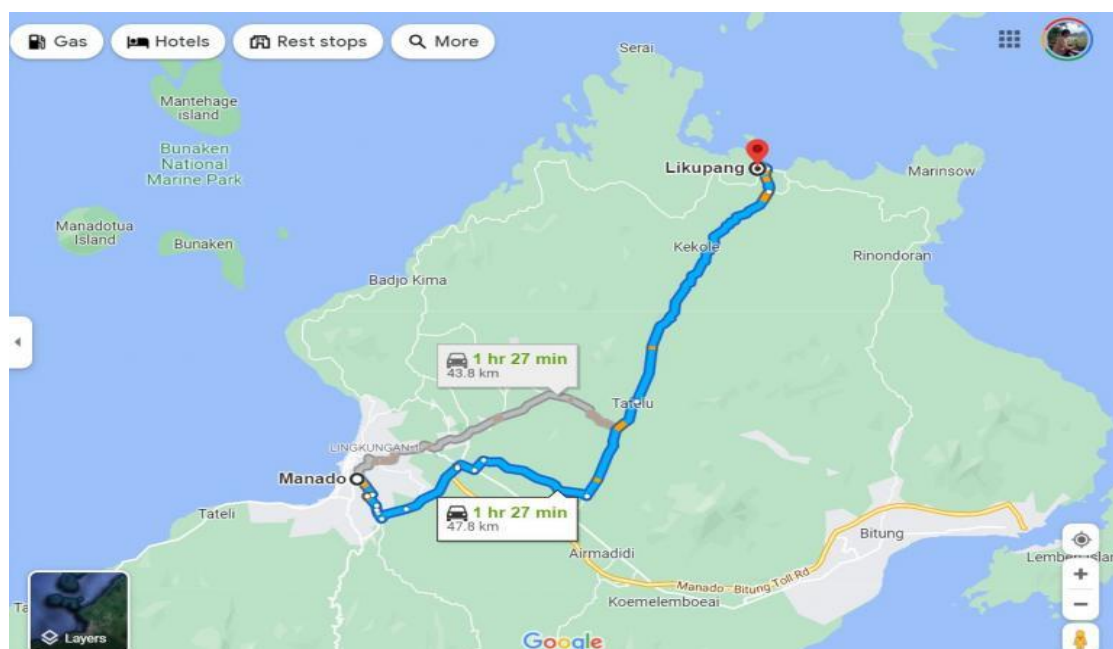 Gas
Hotels
Rest stops
More
Serai
Mantehage
island
Bunaken
National
Marine Park
Likupang
Marinsow
Manadotua
Island
Bunaken
Kekole
Rinondoran
Badjo Kima
1 hr 27 min
43.8 km
Tatelu
LINGKUNGAN
Manado
Tateli
1 hr 27 min
47.8 km
Airmadidi
Bitung
Manado - Bitung Toll Rd
Koemelemboeai
Layers
Google